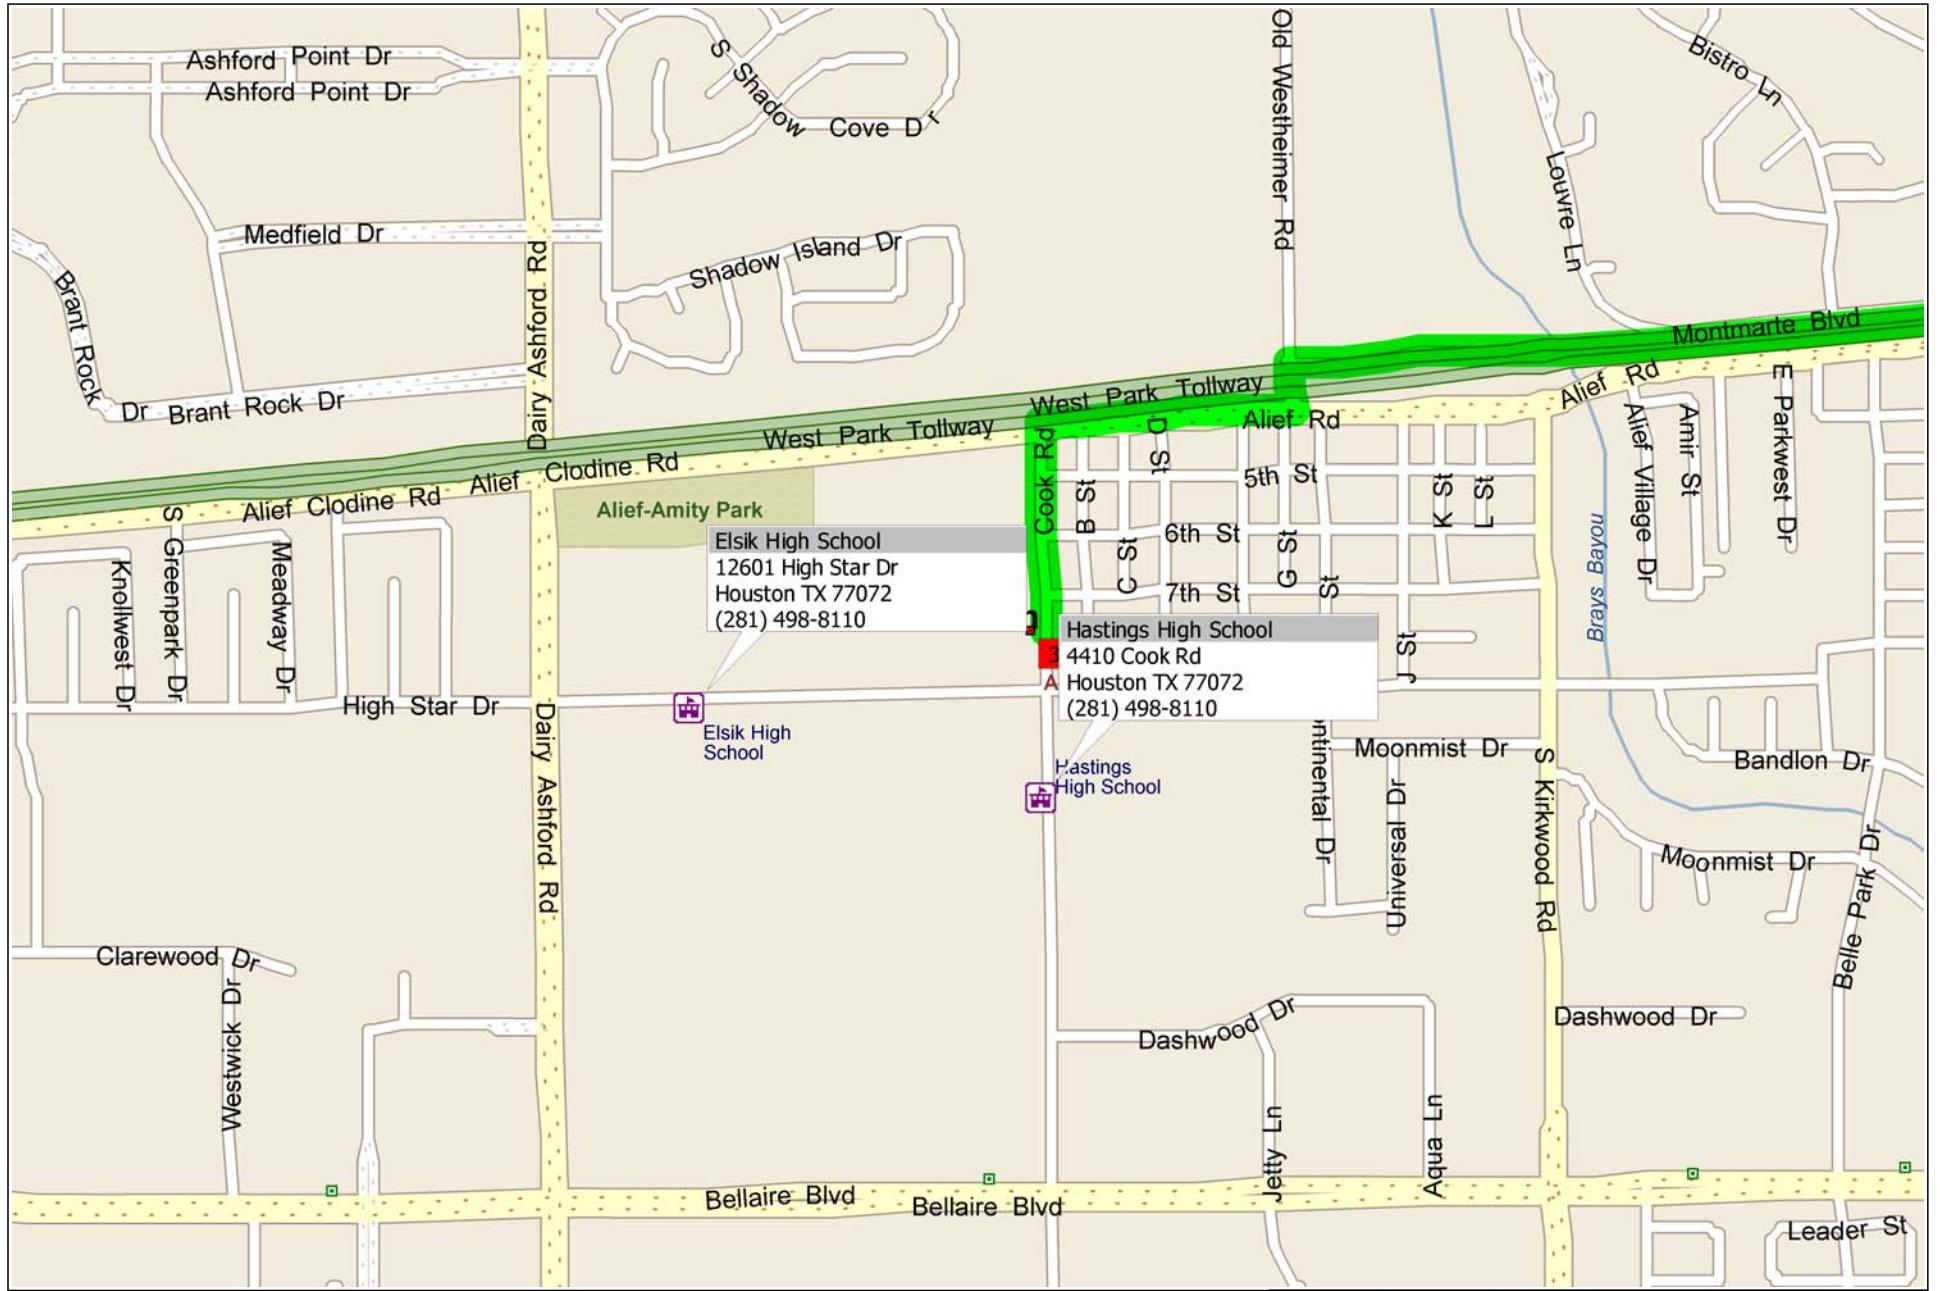 Ashford Point Dr
Ashford Point Dr
S Shadow Cove Dr
Old Westheimer Rd
Bistro Ln
Louvre Ln
Medfield Dr
Dairy Ashford Rd
Shadow Island Dr
Brant Rock Dr
Brant Rock Dr
Montmarte Blvd
West Park Tollway
West Park Tollway
Alief Rd
Alief Rd
Alief Clodine Rd
Alief Clodine Rd
Alief-Amity Park
Cook Rd
B St
C St
D St
5th St
6th St
7th St
G St
St
J St
K St
L St
Alief Village Dr
Amir St
E Parkwest Dr
Brays Bayou
Knollwest Dr
S Greenpark Dr
Meadway Dr
Elsik High School
12601 High Star Dr
Houston TX 77072
(281) 498-8110
Hastings High School
4410 Cook Rd
Houston TX 77072
(281) 498-8110
3
A
High Star Dr
Elsik High
School
Hastings
High School
Dairy Ashford Rd
ontinental Dr
Moonmist Dr
Universal Dr
S Kirkwood Rd
Bandlon Dr
Moonmist Dr
Belle Park Dr
Clarewood Dr
Westwick Dr
Dashwood Dr
Dashwood Dr
Jetty Ln
Aqua Ln
Bellaire Blvd
Bellaire Blvd
Leader St